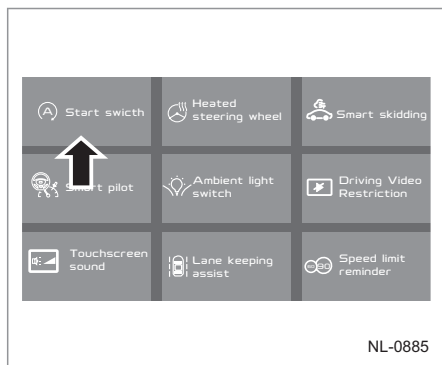 Start swicth
Heated
steering wheel
Smart skidding
Smart pilot
Ambient light
switch
Driving Video
Restriction
Touchscreen
sound
Lane keeping
assist
Speed limit
reminder
NL-0885